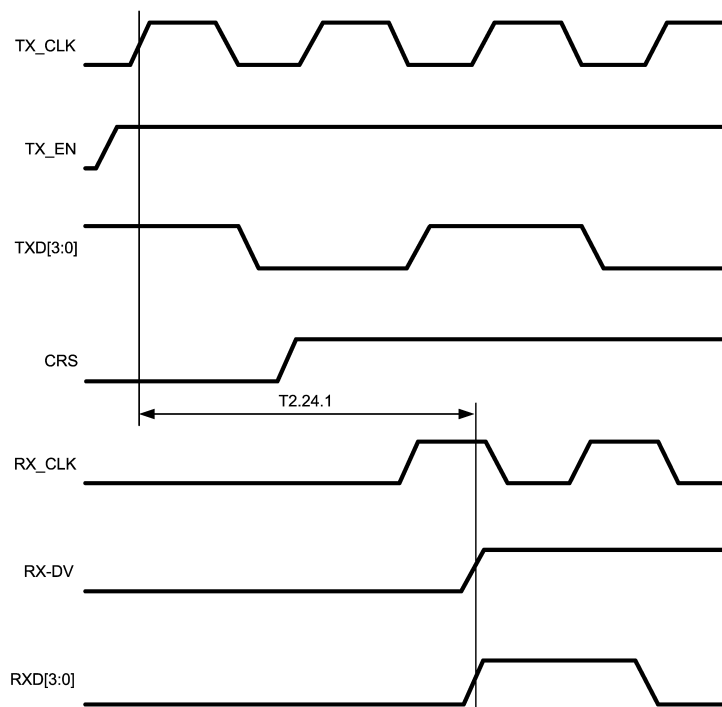 TX_CLK
TX_EN
TXD[3:0]
CRS
T2.24.1
RX_CLK
RX-DV
RXD[3:0]